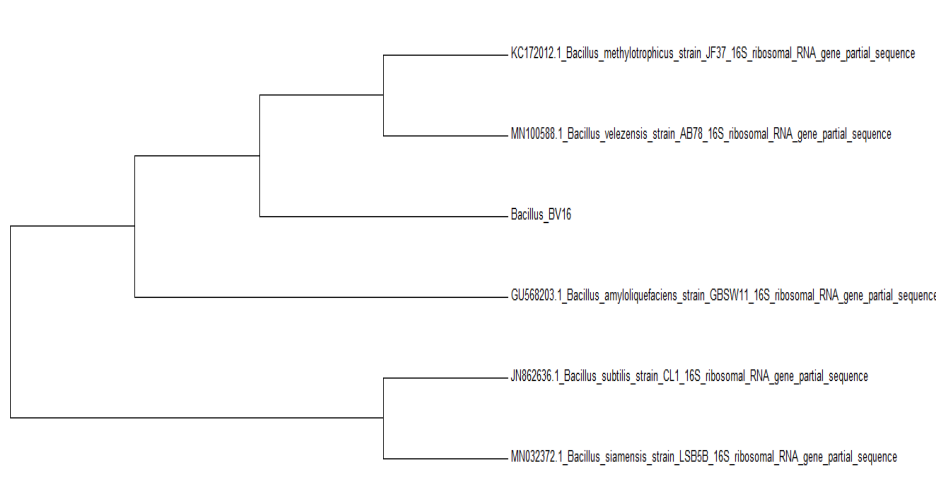 KC172012.1_Bacillus_methylotrophicus_strain_JF37_16S_ribosomal_RNA_gene_partial_sequence
MN100588.1_Bacillus_velezensis_strain_AB78_16S_ribosomal_RNA_gene_partial_sequence
Bacillus_BV16
GU568203.1_Bacillus_amyloliquefaciens_strain_GBSW11_16S_ribosomal_RNA_gene_partial_sequence
JN862636.1_Bacillus_subtilis_strain_CL1_16S_ribosomal_RNA_gene_partial_sequence
MN032372.1_Bacillus_siamensis_strain_LSB5B_16S_ribosomal_RNA_gene_partial_sequence